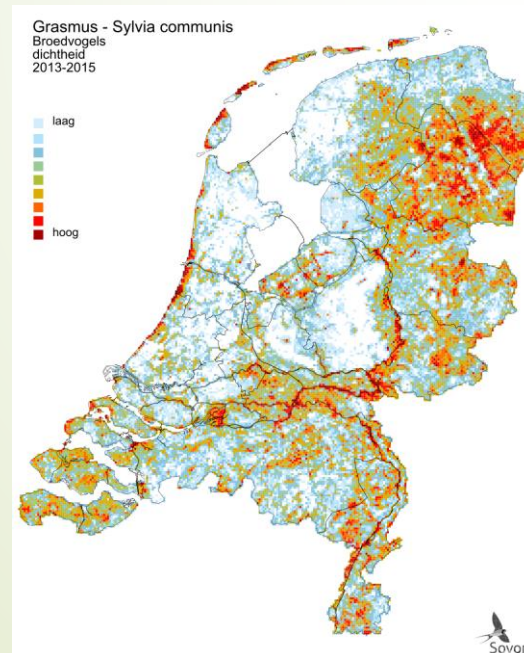 Grasmus - Sylvia communis
Broedvogels
dichtheid
2013-2015
laag
hoog
Sovon